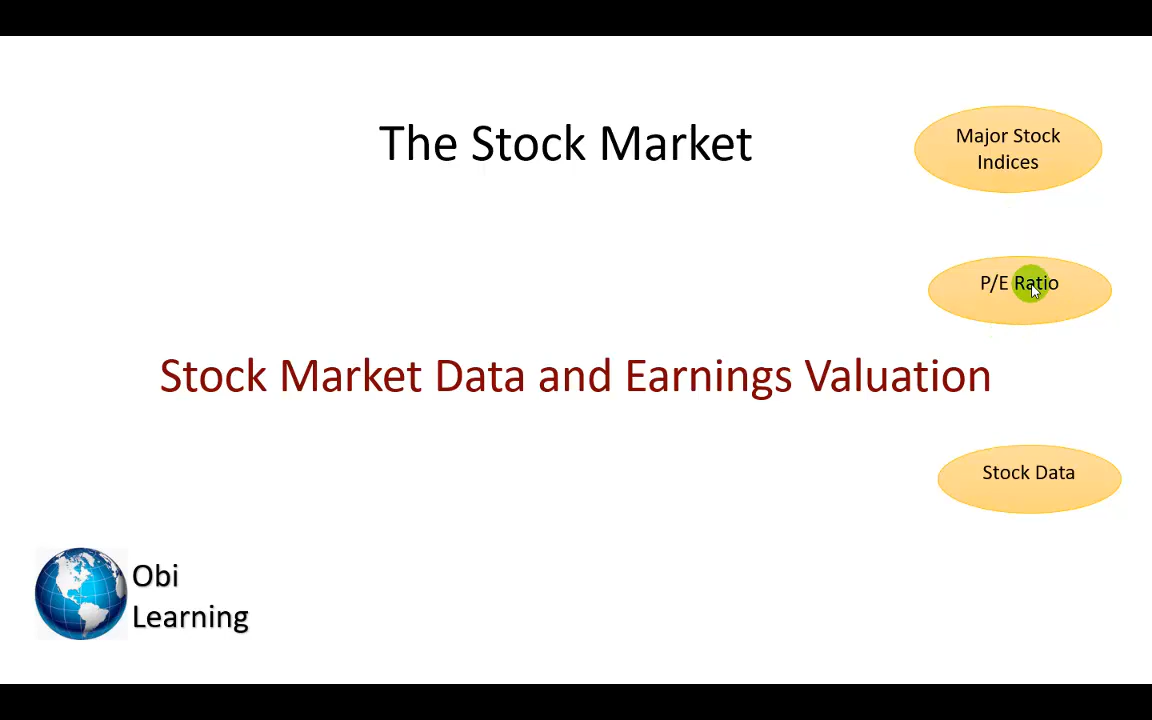 The Stock Market
Major Stock
Indices
P/E Ratio
Stock Market Data and Earnings Valuation
Stock Data
Obi
Learning